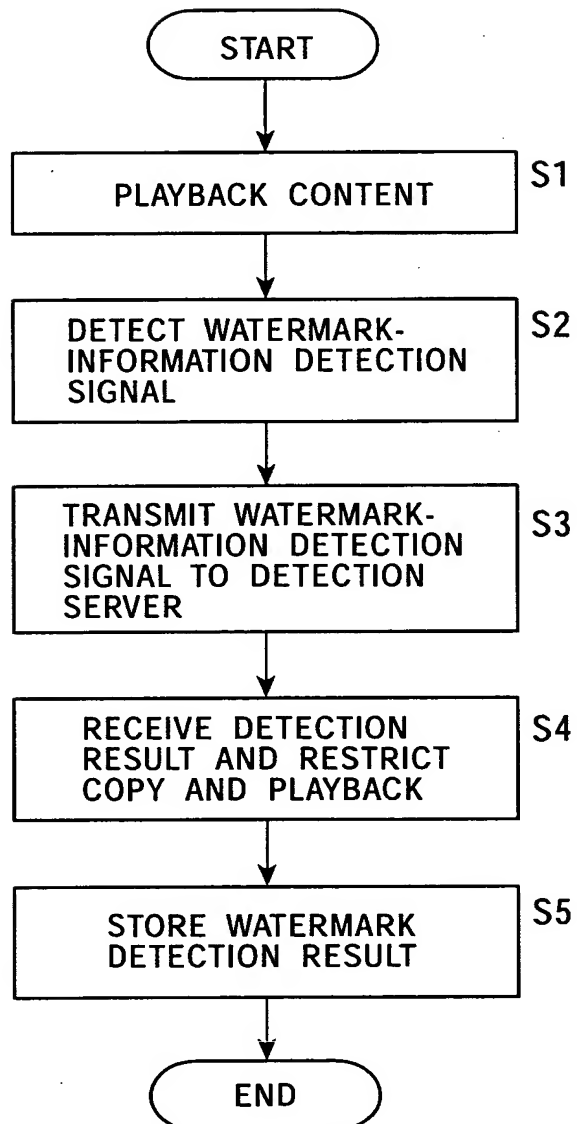 START
PLAYBACK CONTENT
S1
DETECT WATERMARK-
INFORMATION DETECTION
SIGNAL
S2
TRANSMIT WATERMARK-
INFORMATION DETECTION
SIGNAL TO DETECTION
SERVER
S3
RECEIVE DETECTION
RESULT AND RESTRICT
COPY AND PLAYBACK
S4
STORE WATERMARK
DETECTION RESULT
S5
END